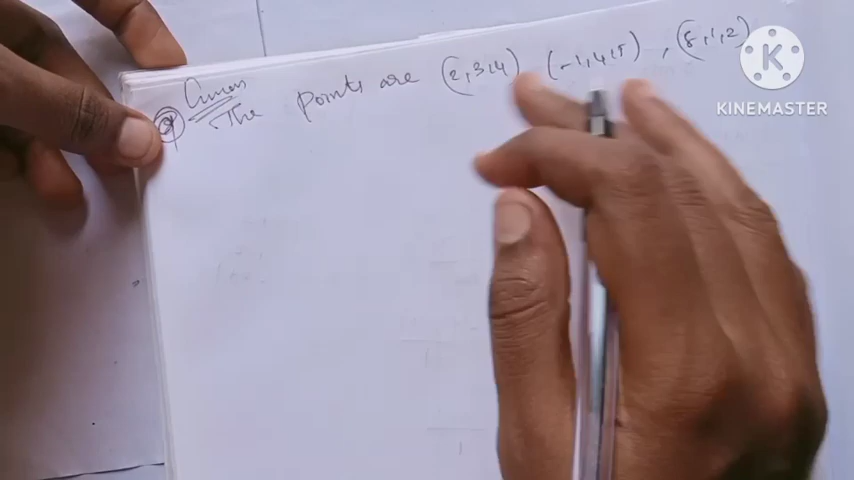 Given
The points are (2,3,4) (-1,4,5), (8,1,2)
KINEMASTER